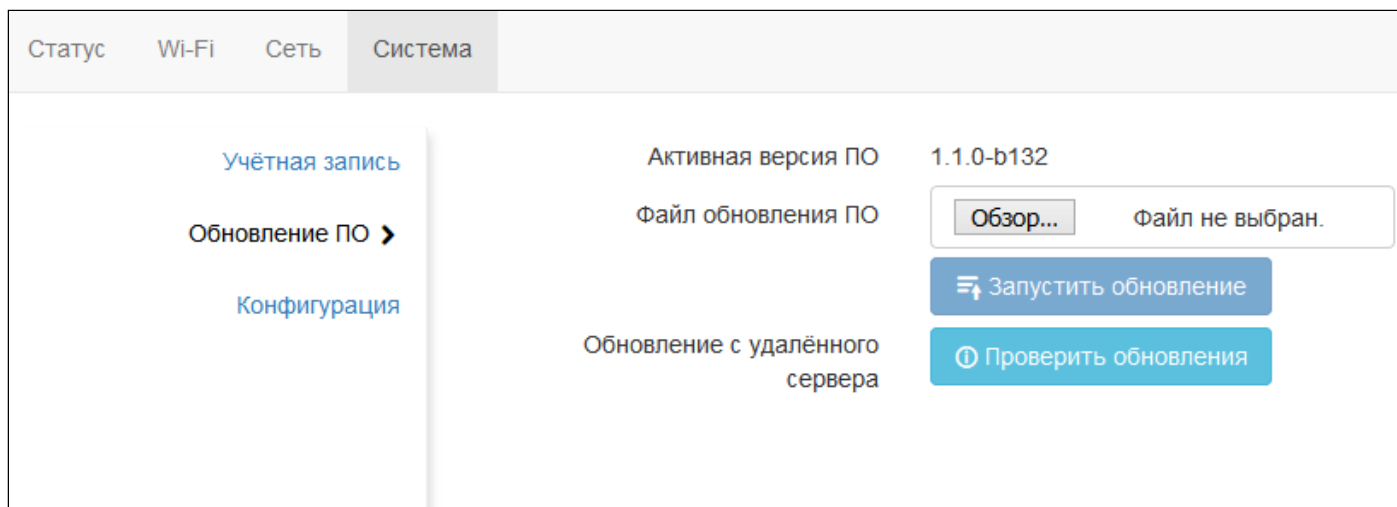 Статус Wi-Fi Сеть Система
Учётная запись
Обновление ПО
Конфигурация
Активная версия ПО 1.1.0-b132
Файл обновления ПО Обзор... Файл не выбран.
Запустить обновление
Обновление с удалённого
сервера
Проверить обновления